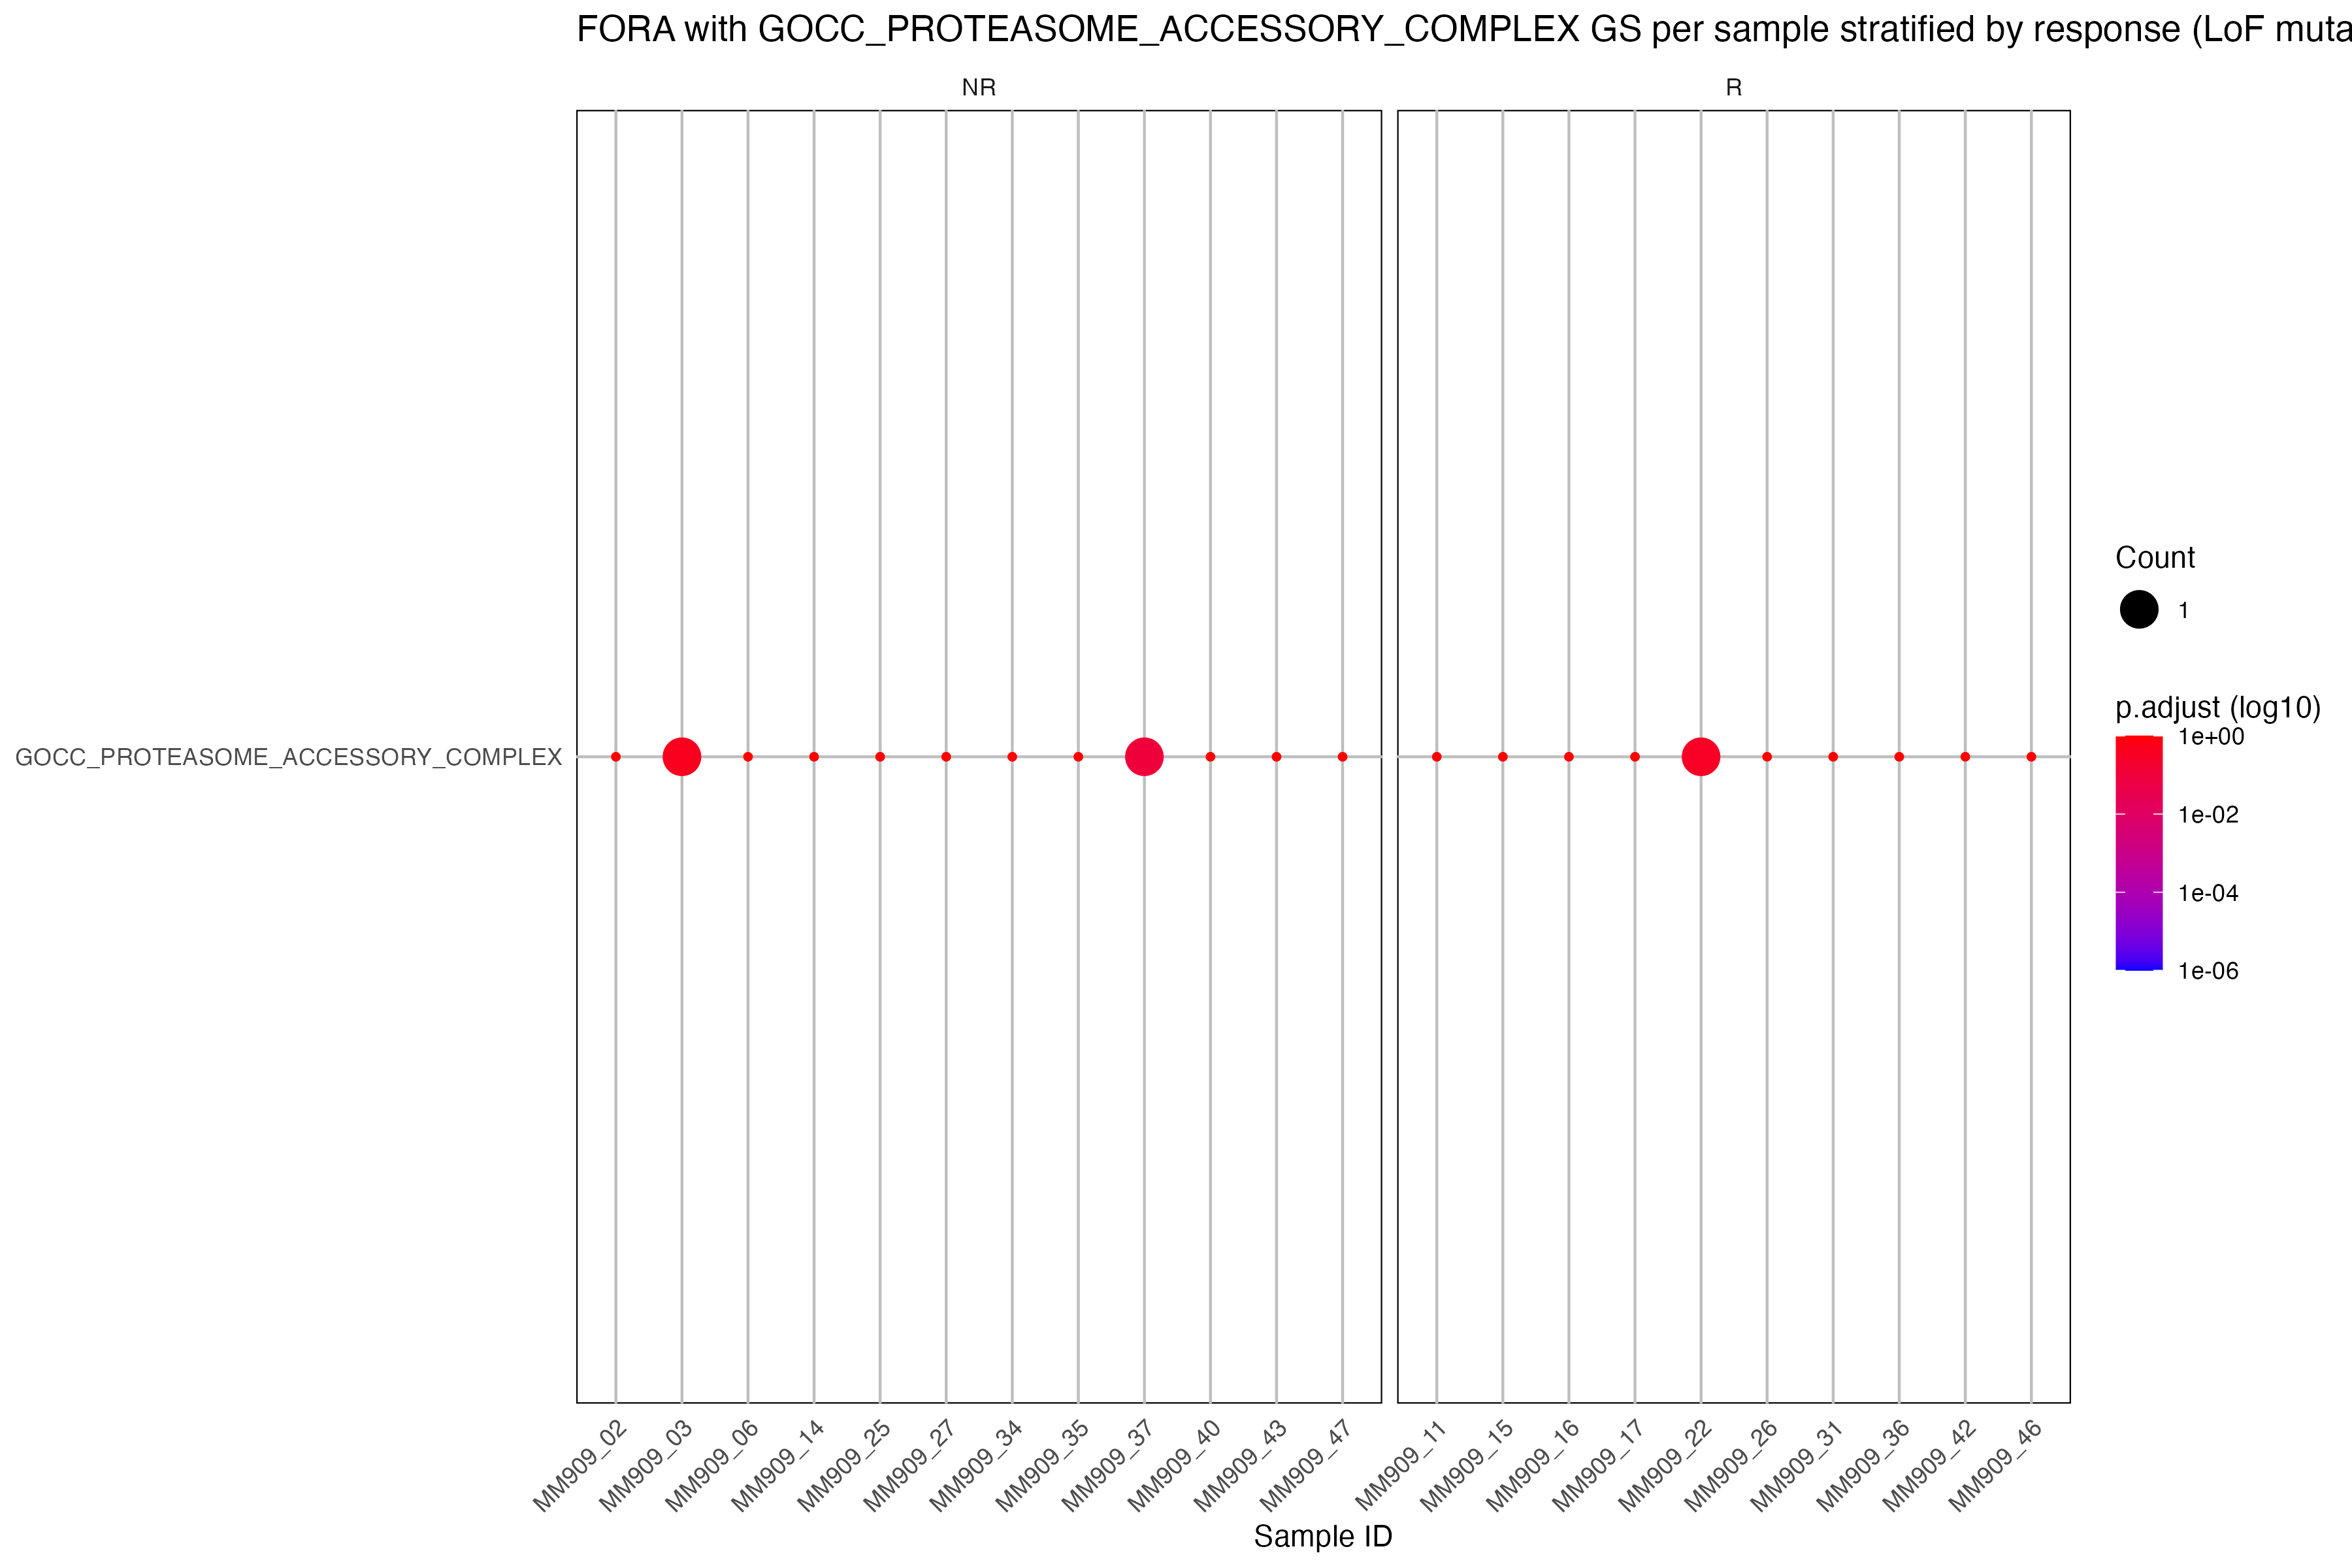 FORA with GOCC_PROTEASOME_ACCESSORY_COMPLEX GS per sample stratified by response (LoF muta
NR
R
GOCC_PROTEASOME_ACCESSORY_COMPLEX
MM909_02
MM909_03
MM909_06
MM909_14
MM909_25
MM909_27
MM909_34
MM909_35
MM909_37
MM909_40
MM909_43
MM909_47
MM909_11
MM909_15
MM909_16
MM909_17
MM909_22
MM909_26
MM909_31
MM909_36
MM909_42
MM909_46
Sample ID
Count
1
p.adjust (log10)
1e+00
1e-02
1e-04
1e-06